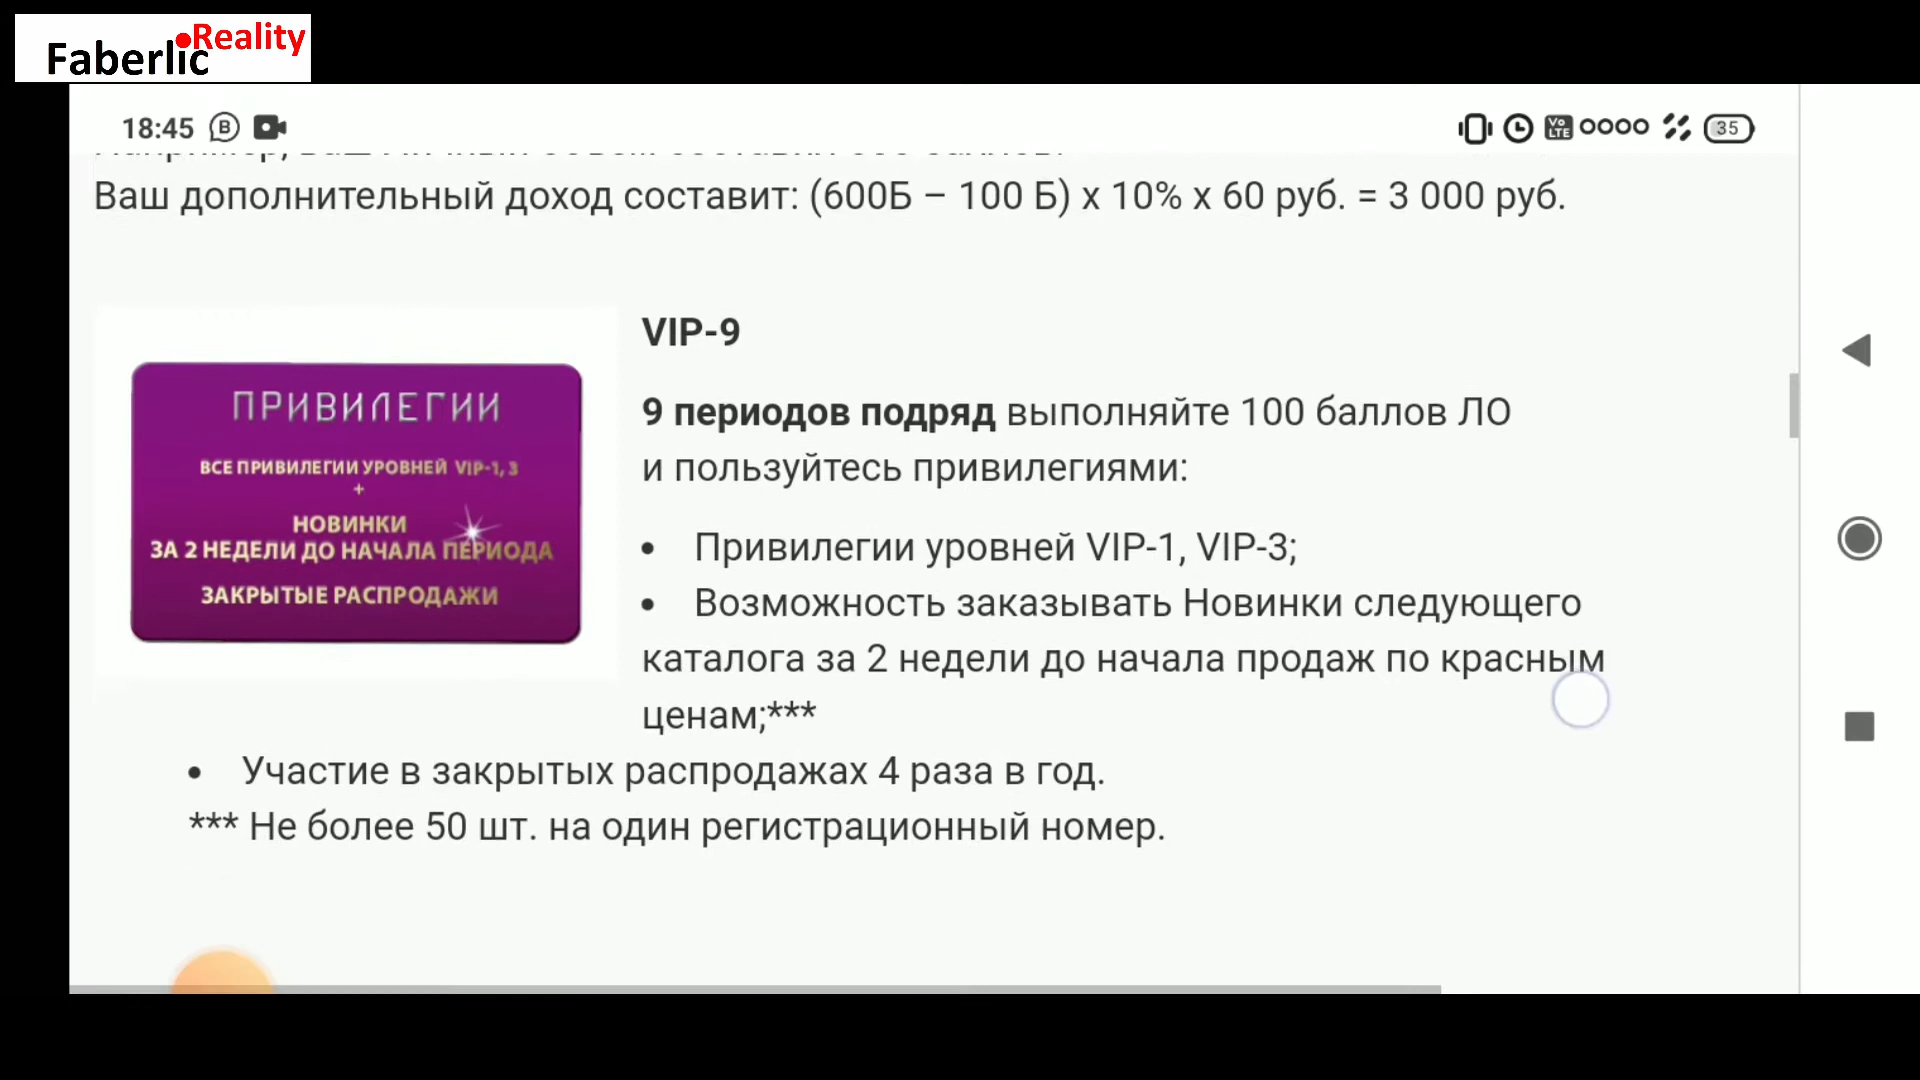 Reality
Faberlic
18:45
35
Ваш дополнительный доход составит: (600Б – 100 Б) x 10% x 60 руб. = 3 000 руб.
VIP-9
ПРИВИЛЕГИИ
ВСЕ ПРИВИЛЕГИИ УРОВНЕЙ VIP-1, 3
+
НОВИНКИ
ЗА 2 НЕДЕЛИ ДО НАЧАЛА ПЕРИОДА
ЗАКРЫТЫЕ РАСПРОДАЖИ
9 периодов подряд выполняйте 100 баллов ЛО
и пользуйтесь привилегиями:
• Привилегии уровней VIP-1, VIP-3;
• Возможность заказывать Новинки следующего
каталога за 2 недели до начала продаж по красным
ценам;***
• Участие в закрытых распродажах 4 раза в год.
*** Не более 50 шт. на один регистрационный номер.